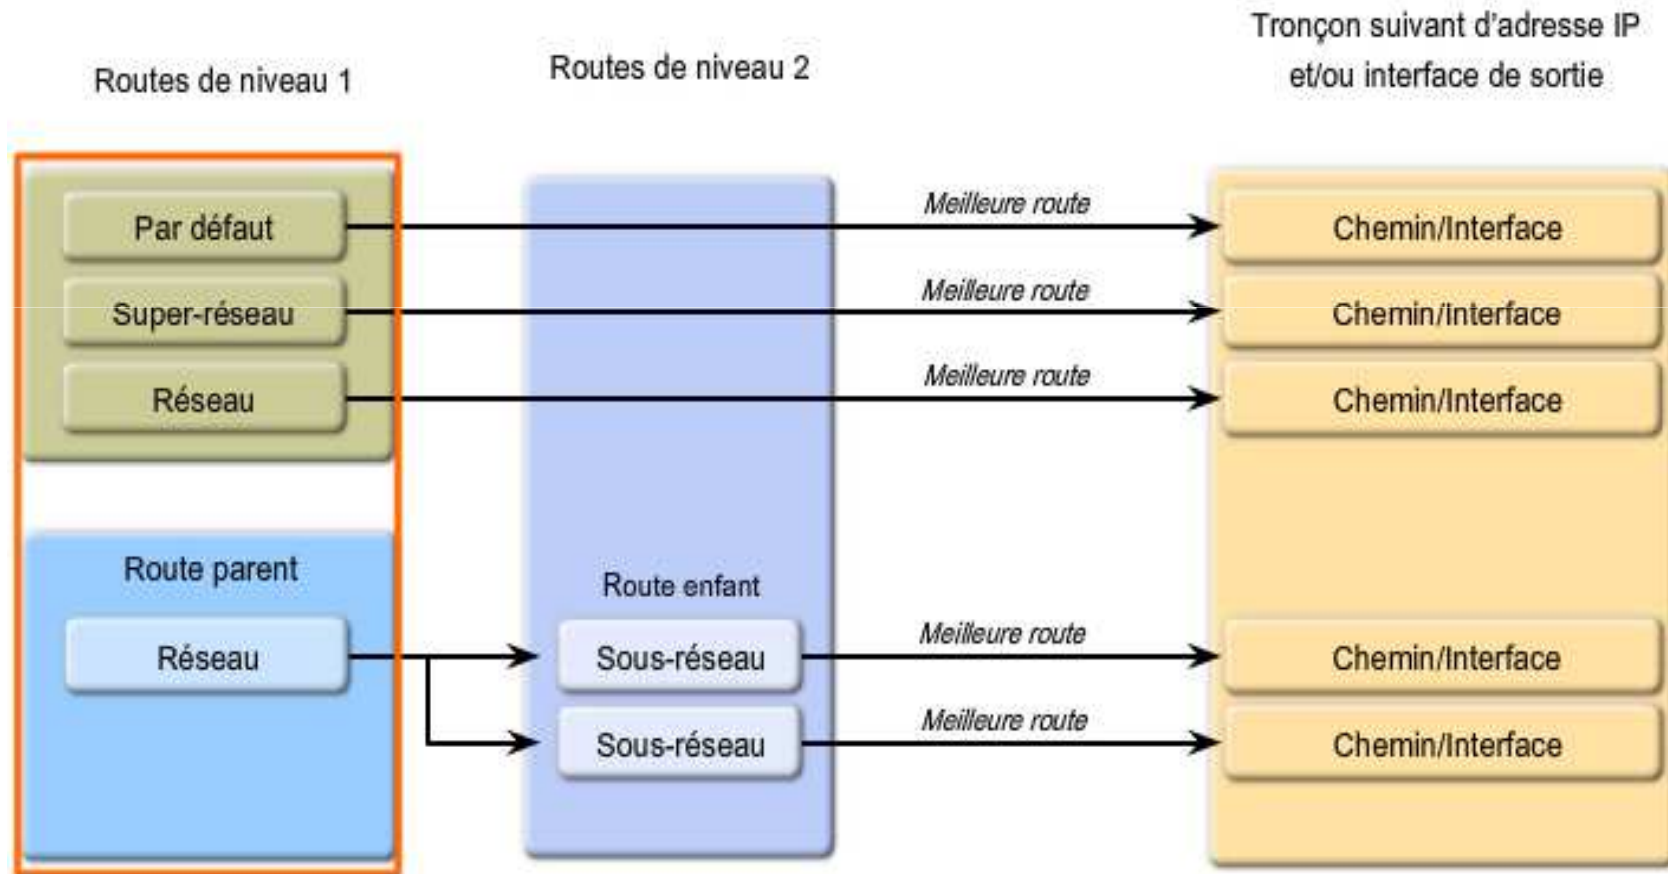 Routes de niveau 1
Routes de niveau 2
Tronçon suivant d'adresse IP
et/ou interface de sortie
Par défaut
Meilleure route
Chemin/Interface
Super-réseau
Meilleure route
Chemin/Interface
Réseau
Meilleure route
Chemin/Interface
Route parent
Route enfant
Réseau
Sous-réseau
Meilleure route
Chemin/Interface
Sous-réseau
Meilleure route
Chemin/Interface